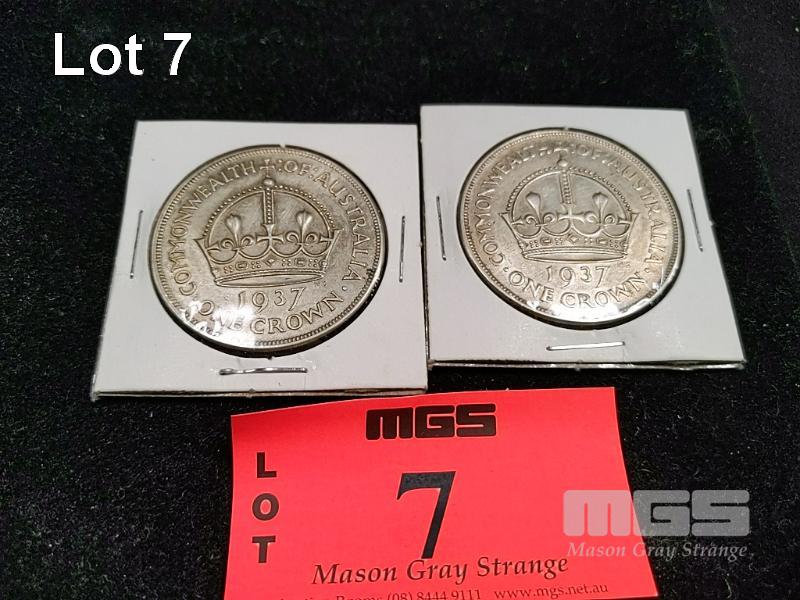 Lot 7
COMMONWEALTH OF AUSTRALIA
1937
ONE CROWN
COMMONWEALTH OF AUSTRALIA
1937
ONE CROWN
MGS
LOT
7
Mason Gray Strange
Rooms (08) 8444 9111 www.mgs.net.au
MGS
Mason Gray Strange